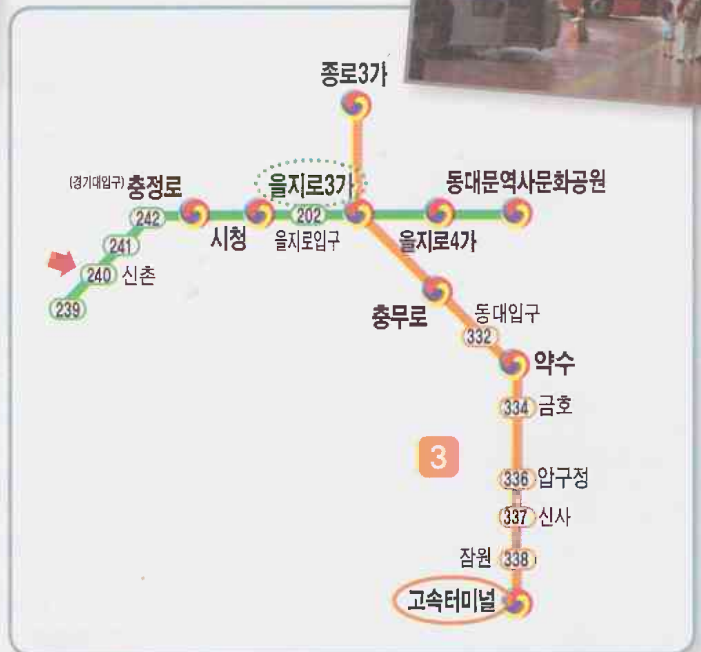 종로3가
(경기대입구) 충정로
을지로3가
동대문역사문화공원
242
202
시청
을지로입구
을지로4가
241
240 신촌
239
충무로
동대입구
332
약수
334 금호
3
336 압구정
337 신사
잠원 338
고속터미널